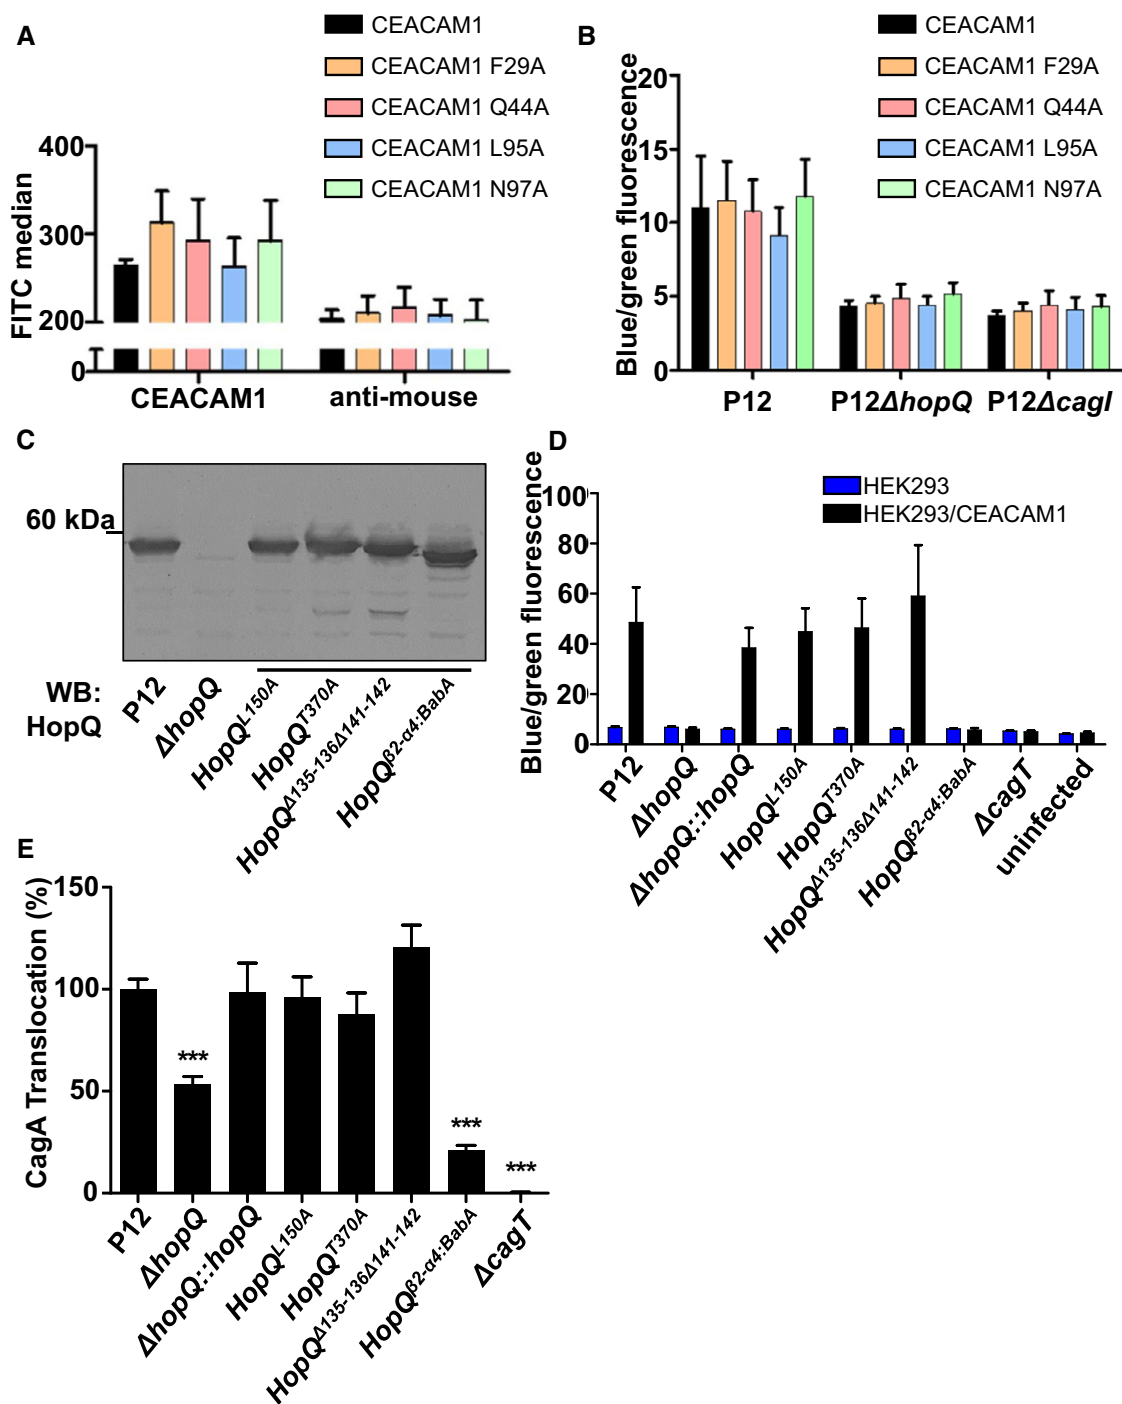 A
CEACAM1
CEACAM1 F29A
CEACAM1 Q44A
CEACAM1 L95A
CEACAM1 N97A
FITC median
400
300
200
0
CEACAM1
anti-mouse
B
CEACAM1
CEACAM1 F29A
CEACAM1 Q44A
CEACAM1 L95A
CEACAM1 N97A
Blue/green fluorescence
20
15
10
5
0
P12
P12ΔhopQ
P12ΔcagI
C
60 kDa
WB:
HopQ
P12
ΔhopQ
HopQL150A
HopQT370A
HopQΔ135-136Δ141-142
HopQβ2-α4:BabA
D
HEK293
HEK293/CEACAM1
Blue/green fluorescence
100
80
60
40
20
0
P12
ΔhopQ
ΔhopQ::hopQ
HopQL150A
HopQT370A
HopQΔ135-136Δ141-142
HopQβ2-α4:BabA
ΔcagT
uninfected
E
CagA Translocation (%)
150
100
50
0
***
***
***
P12
ΔhopQ
ΔhopQ::hopQ
HopQL150A
HopQT370A
HopQΔ135-136Δ141-142
HopQβ2-α4:BabA
ΔcagT